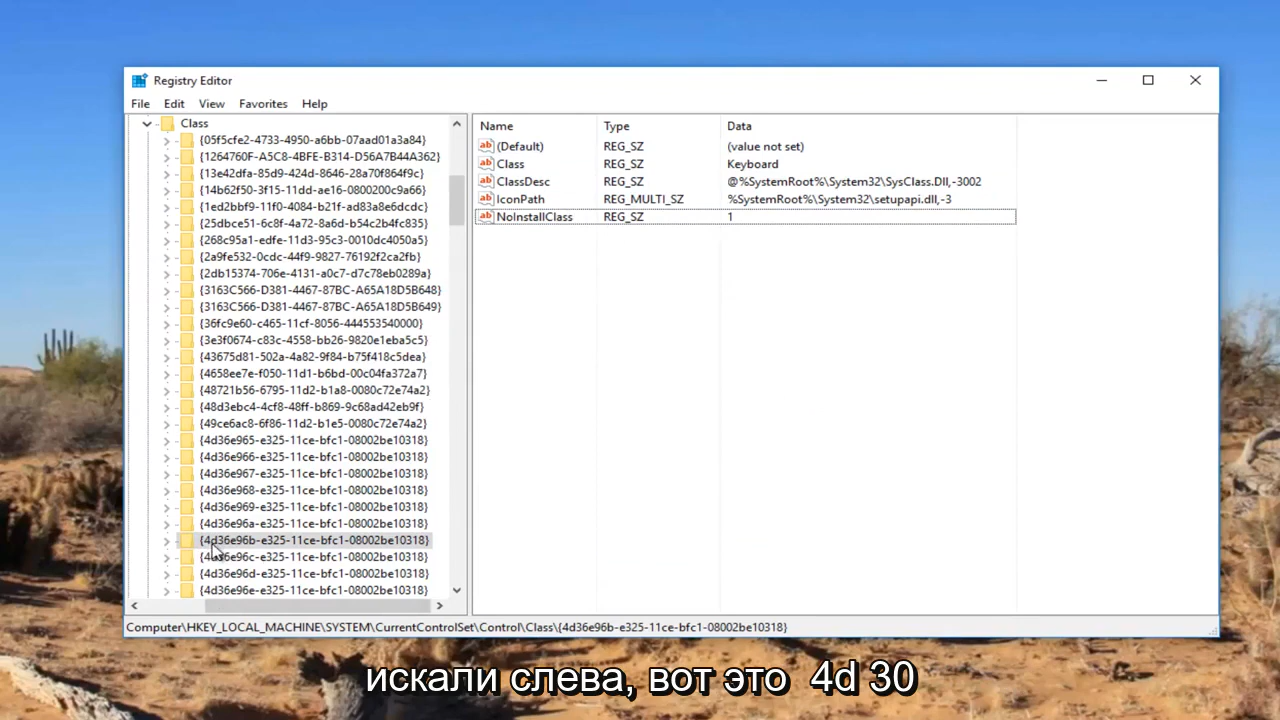 Registry Editor
File Edit View Favorites Help
Class
{05f5cfe2-4733-4950-a6bb-07aad01a3a84}
{1264760F-A5C8-4BFE-B314-D56A7B44A362}
{13e42dfa-85d9-424d-8646-28a70f864f9c}
{14b62f50-3f15-11dd-ae16-0800200c9a66}
{1ed2bbf9-11f0-4084-b21f-ad83a8e6dcdc}
{25dbce51-6c8f-4a72-8a6d-b54c2b4fc835}
{268c95a1-edfe-11d3-95c3-0010dc4050a5}
{2a9fe532-0cdc-44f9-9827-76192f2ca2fb}
{2db15374-706e-4131-a0c7-d7c78eb0289a}
{3163C566-D381-4467-87BC-A65A18D5B648}
{3163C566-D381-4467-87BC-A65A18D5B649}
{36fc9e60-c465-11cf-8056-444553540000}
{3e3f0674-c83c-4558-bb26-9820e1eba5c5}
{43675d81-502a-4a82-9f84-b75f418c5dea}
{4658ee7e-f050-11d1-b6bd-00c04fa372a7}
{48721b56-6795-11d2-b1a8-0080c72e74a2}
{48d3ebc4-4cf8-48ff-b869-9c68ad42eb9f}
{49ce6ac8-6f86-11d2-b1e5-0080c72e74a2}
{4d36e965-e325-11ce-bfc1-08002be10318}
{4d36e966-e325-11ce-bfc1-08002be10318}
{4d36e967-e325-11ce-bfc1-08002be10318}
{4d36e968-e325-11ce-bfc1-08002be10318}
{4d36e969-e325-11ce-bfc1-08002be10318}
{4d36e96a-e325-11ce-bfc1-08002be10318}
{4d36e96b-e325-11ce-bfc1-08002be10318}
{4d36e96c-e325-11ce-bfc1-08002be10318}
{4d36e96d-e325-11ce-bfc1-08002be10318}
{4d36e96e-e325-11ce-bfc1-08002be10318}
Name Type Data
(Default) REG_SZ (value not set)
Class REG_SZ Keyboard
ClassDesc REG_SZ @%SystemRoot%\System32\SysClass.Dll,-3002
IconPath REG_MULTI_SZ %SystemRoot%\System32\setupapi.dll,-3
NoInstallClass REG_SZ 1
Computer\HKEY_LOCAL_MACHINE\SYSTEM\CurrentControlSet\Control\Class\{4d36e96b-e325-11ce-bfc1-08002be10318}
искали слева, вот это 4d 30